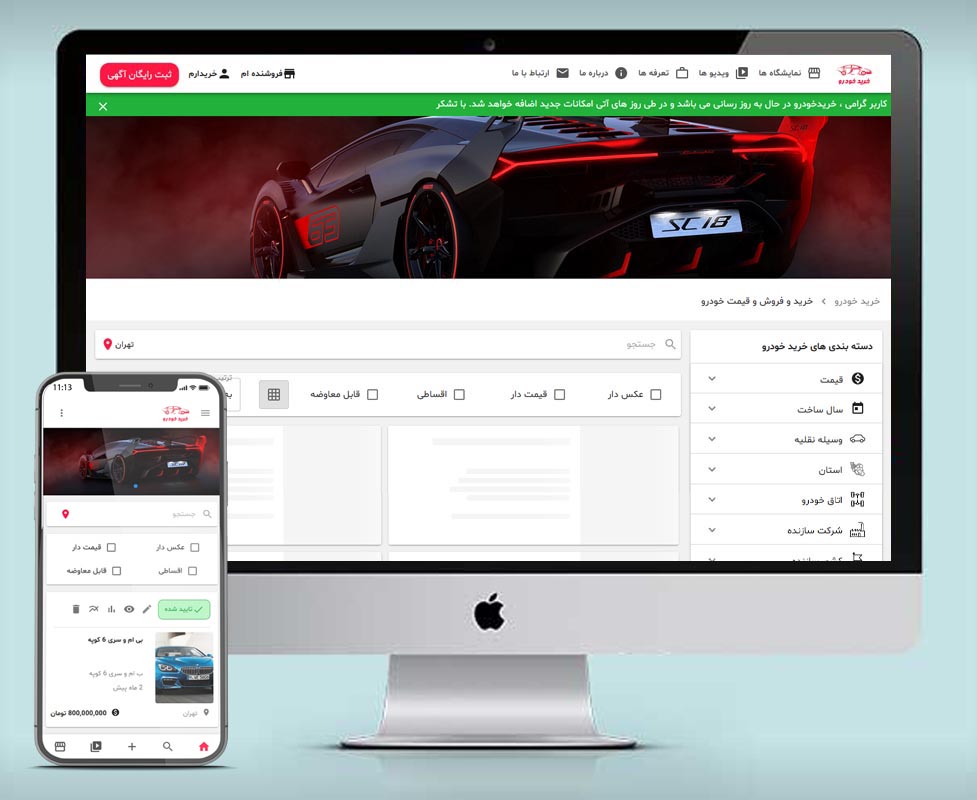 خرید خودرو
نمایشگاه ها
ویدیو ها
تعرفه ها
درباره ما
ارتباط با ما
فروشنده ام
خریدارم
ثبت رایگان آگهی
کاربر گرامی ، خریدخودرو در حال به روز رسانی می باشد و در طی روز های آتی امکانات جدید اضافه خواهد شد. با تشکر
SC18
63
SC18
خرید خودرو
خرید و فروش و قیمت خودرو
دسته بندی های خرید خودرو
قیمت
سال ساخت
وسیله نقلیه
استان
اتاق خودرو
شرکت سازنده
جستجو
تهران
عکس دار
قیمت دار
اقساطی
قابل معاوضه
11:13
خرید خودرو
جستجو
عکس دار
قیمت دار
اقساطی
قابل معاوضه
تایید شده
بی ام و سری 6 کوپه
ب ام و سری 6 کوپه
2 ماه پیش
تهران
800,000,000 تومان